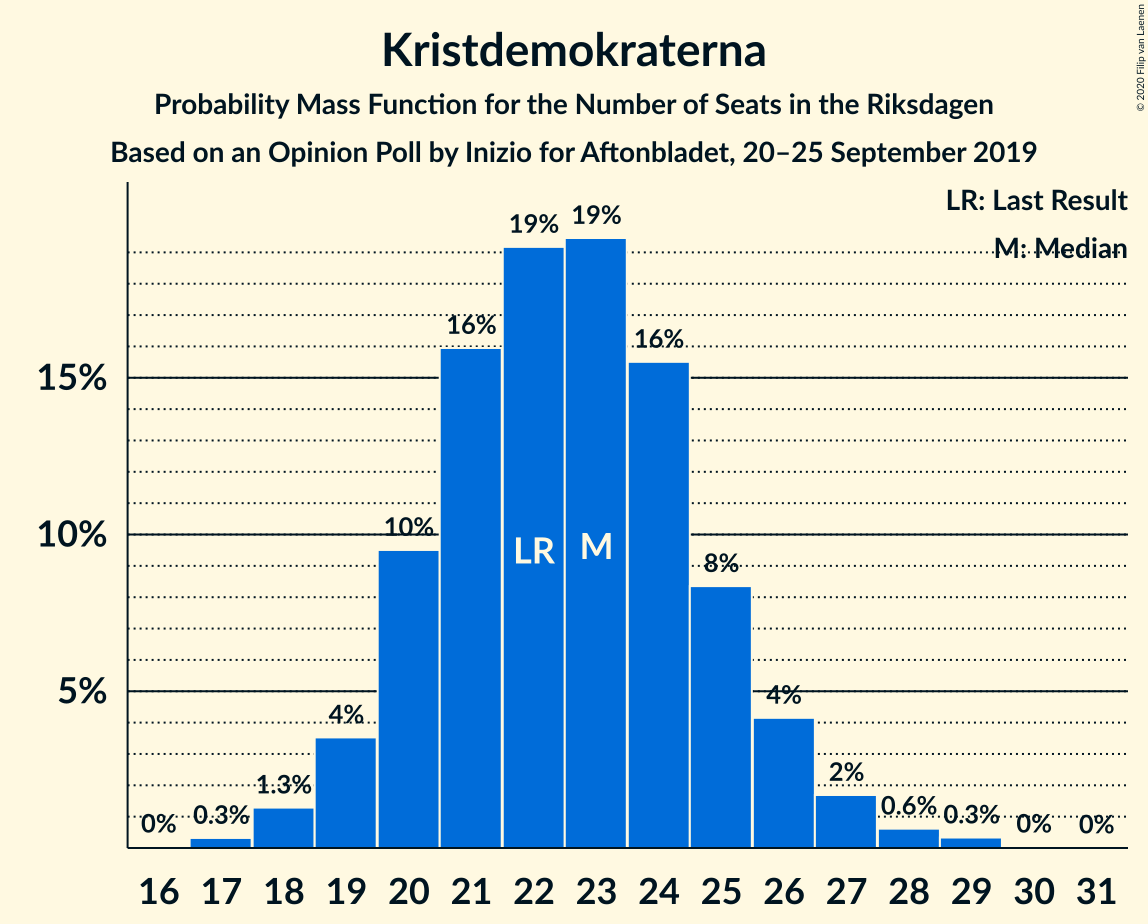 Kristdemokraterna
Probability Mass Function for the Number of Seats in the Riksdagen
Based on an Opinion Poll by Inizio for Aftonbladet, 20–25 September 2019
© 2020 Filip van Laenen
LR: Last Result
M: Median
15%
10%
5%
0%
0.3%
1.3%
4%
10%
16%
19%
19%
16%
8%
4%
2%
0.6%
0.3%
0%
0%
LR
M
16 17 18 19 20 21 22 23 24 25 26 27 28 29 30 31